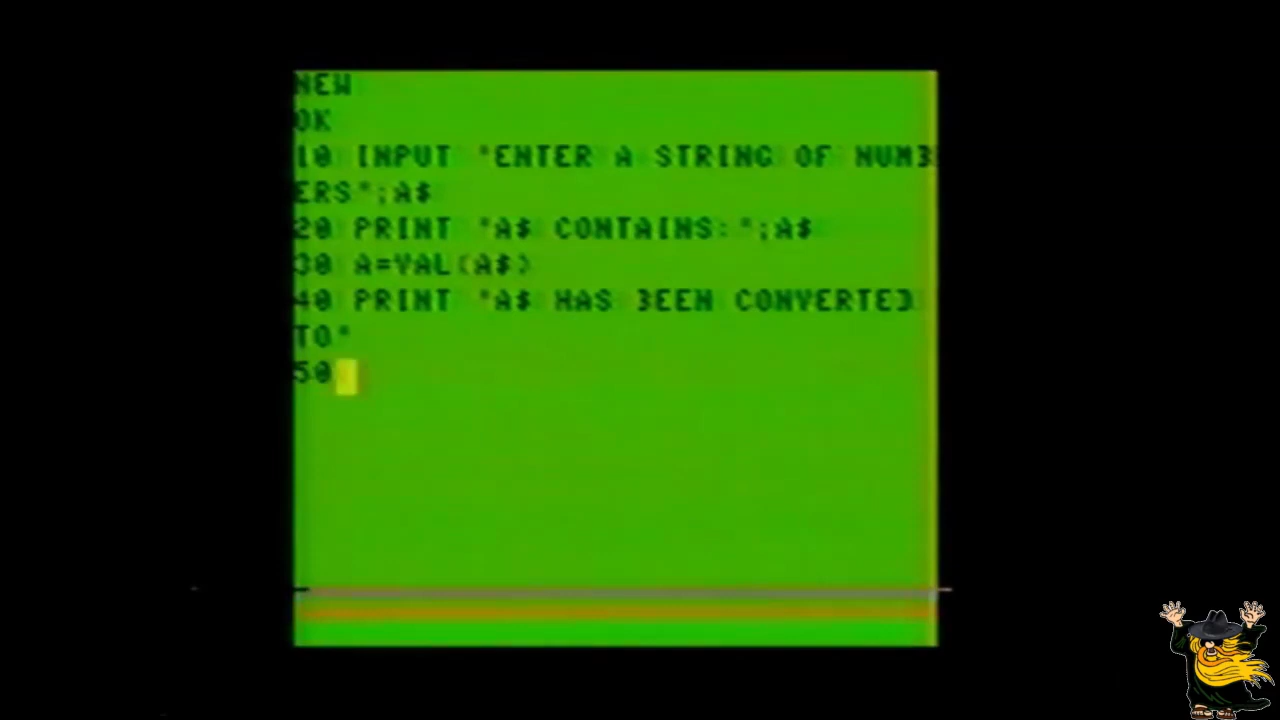 NEW
OK
10 INPUT "ENTER A STRING OF NUMB
ERS";A$
20 PRINT "A$ CONTAINS:";A$
30 A=VAL(A$)
40 PRINT "A$ HAS BEEN CONVERTED
TO"
50